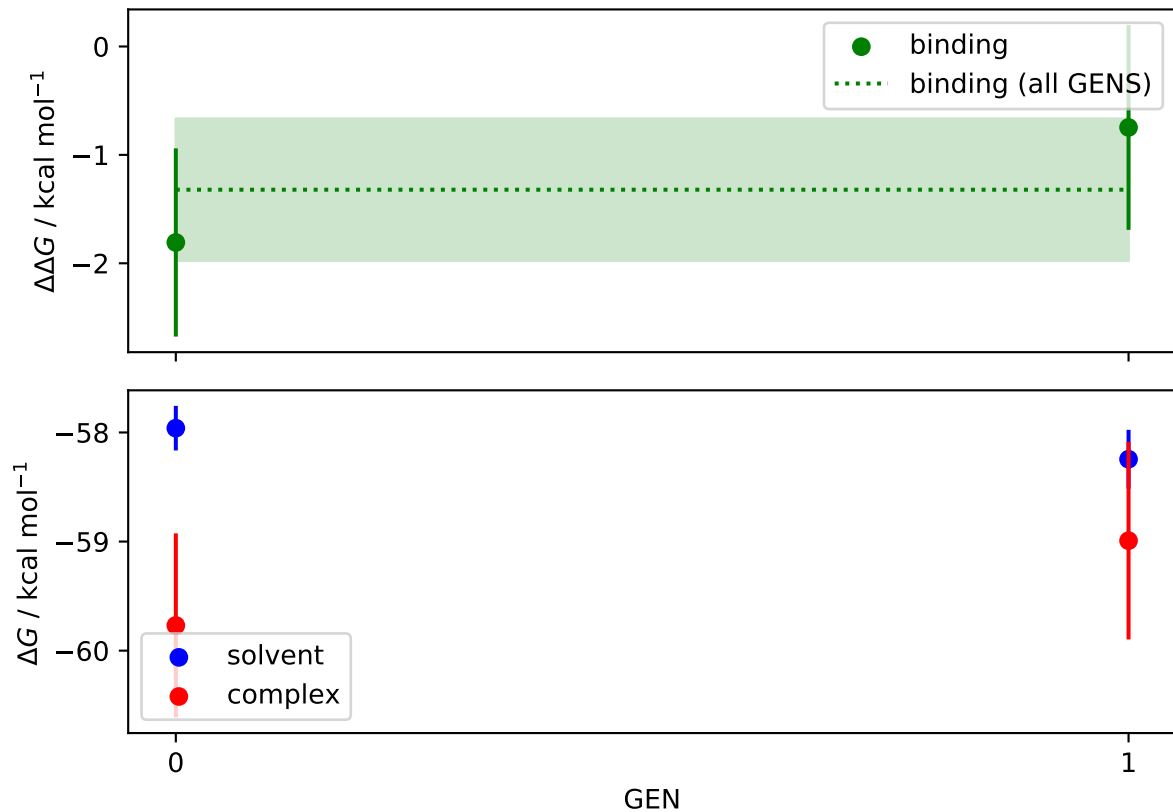 0
−1
−2
ΔΔG / kcal mol⁻¹
binding
binding (all GENS)
−58
−59
−60
ΔG / kcal mol⁻¹
solvent
complex
0
1
GEN